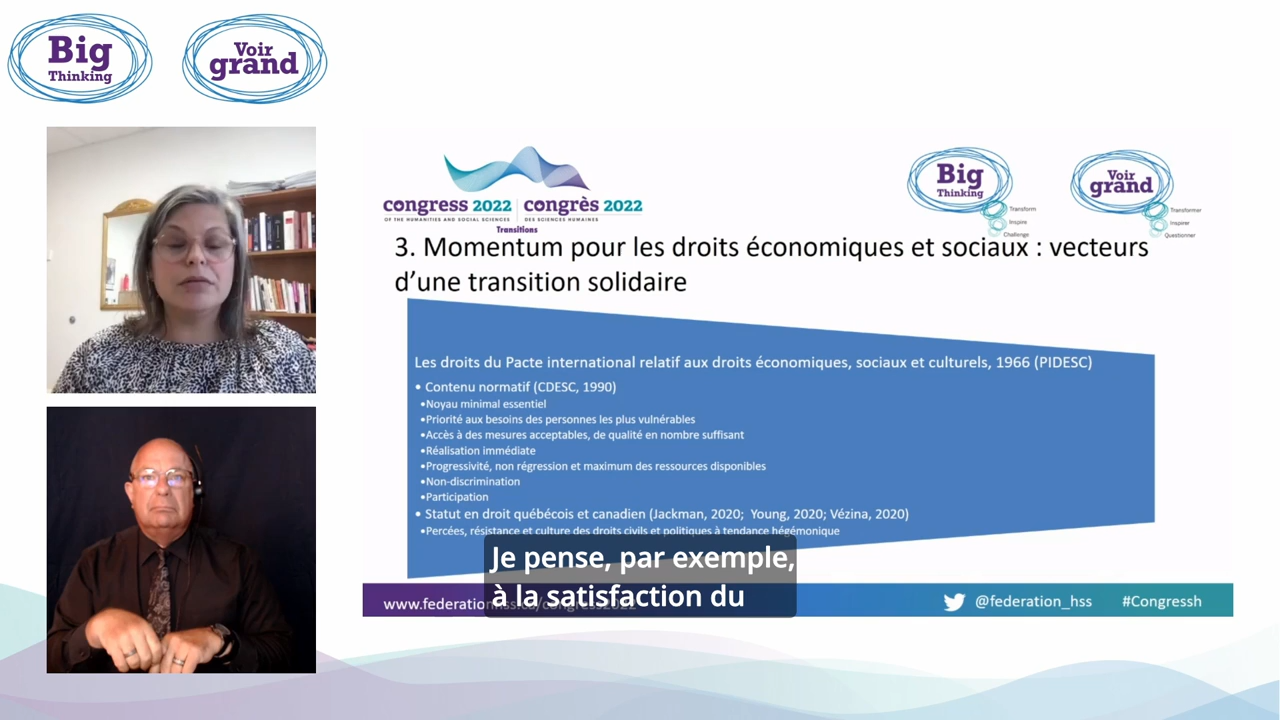 Big
Thinking
Voir
grand
congress 2022 congrès 2022
OF THE HUMANITIES AND SOCIAL SCIENCES DES SCIENCES HUMAINES
Transitions
Big
Thinking
Transform
Inspire
Challenge
Voir
grand
Transformer
Inspirer
Questionner
3. Momentum pour les droits économiques et sociaux : vecteurs
d’une transition solidaire
Les droits du Pacte international relatif aux droits économiques, sociaux et culturels, 1966 (PIDESC)
• Contenu normatif (CDESC, 1990)
•Noyau minimal essentiel
•Priorité aux besoins des personnes les plus vulnérables
•Accès à des mesures acceptables, de qualité en nombre suffisant
•Réalisation immédiate
•Progressivité, non régression et maximum des ressources disponibles
•Non-discrimination
•Participation
• Statut en droit québécois et canadien (Jackman, 2020; Young, 2020; Vézina, 2020)
•Percées, résistance et culture des droits civils et politiques à tendance hégémonique
Je pense, par exemple,
à la satisfaction du
www.federationhss.ca/congress2022
@federation_hss #Congressh